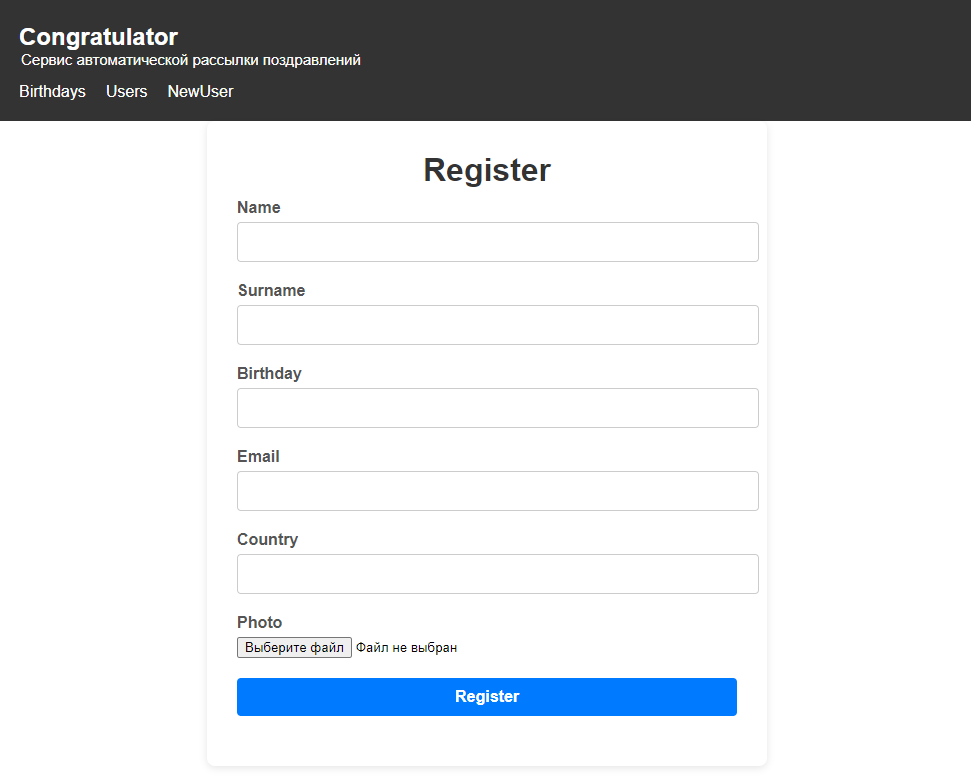 Congratulator
Сервис автоматической рассылки поздравлений
Birthdays Users NewUser
Register
Name
Surname
Birthday
Email
Country
Photo
Выберите файл Файл не выбран
Register